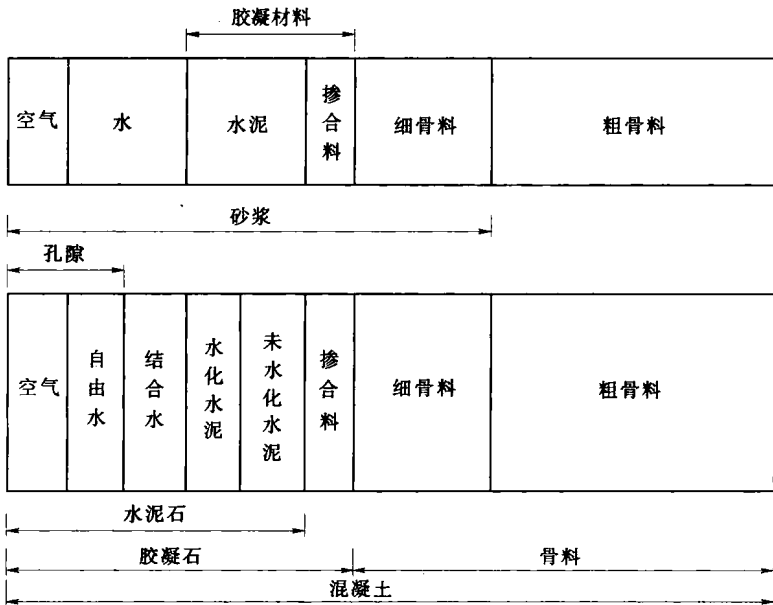 胶凝材料
空气 水 水泥 掺合料 细骨料 粗骨料
砂浆
孔隙
空气 自由水 结合水 水化水泥 未水化水泥 掺合料 细骨料 粗骨料
水泥石
胶凝石 骨料
混凝土